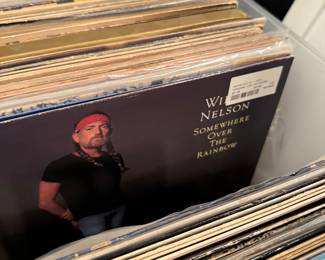 WI
NELSON
SOMEWHERE
OVER
THE
RAINBOW